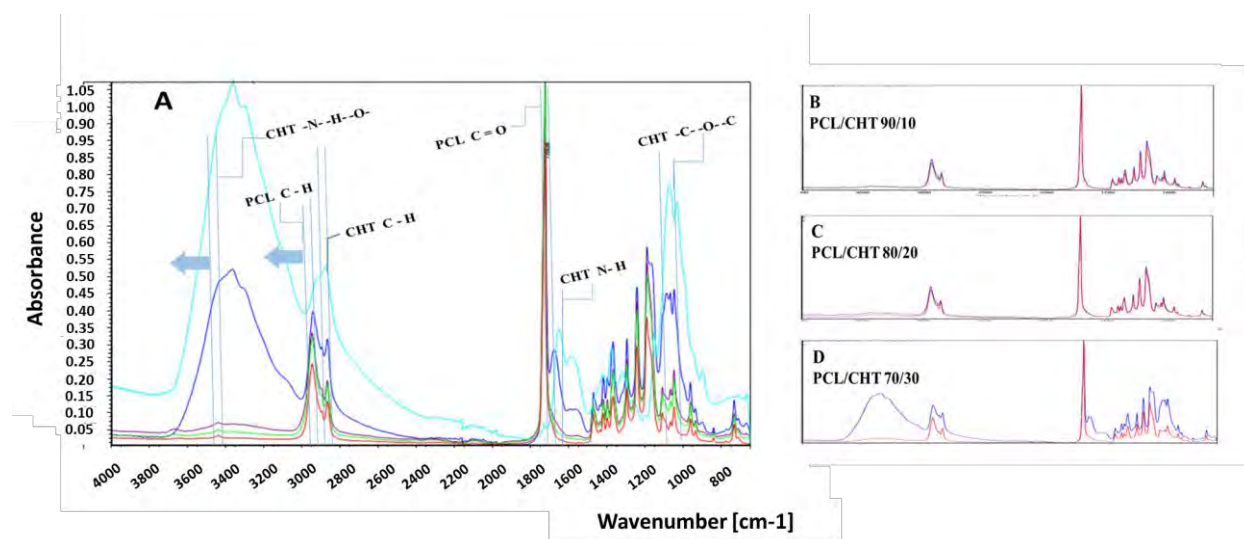 A
Absorbance
1.05
1.00
0.95
0.90
0.85
0.80
0.75
0.70
0.65
0.60
0.55
0.50
0.45
0.40
0.35
0.30
0.25
0.20
0.15
0.10
0.05
CHT -N- -H- -O-
PCL C - H
CHT C - H
PCL C = O
CHT N- H
CHT -C- -O- -C
4000 3800 3600 3400 3200 3000 2800 2600 2400 2200 2000 1800 1600 1400 1200 1000 800
Wavenumber [cm-1]
B
PCL/CHT 90/10
C
PCL/CHT 80/20
D
PCL/CHT 70/30